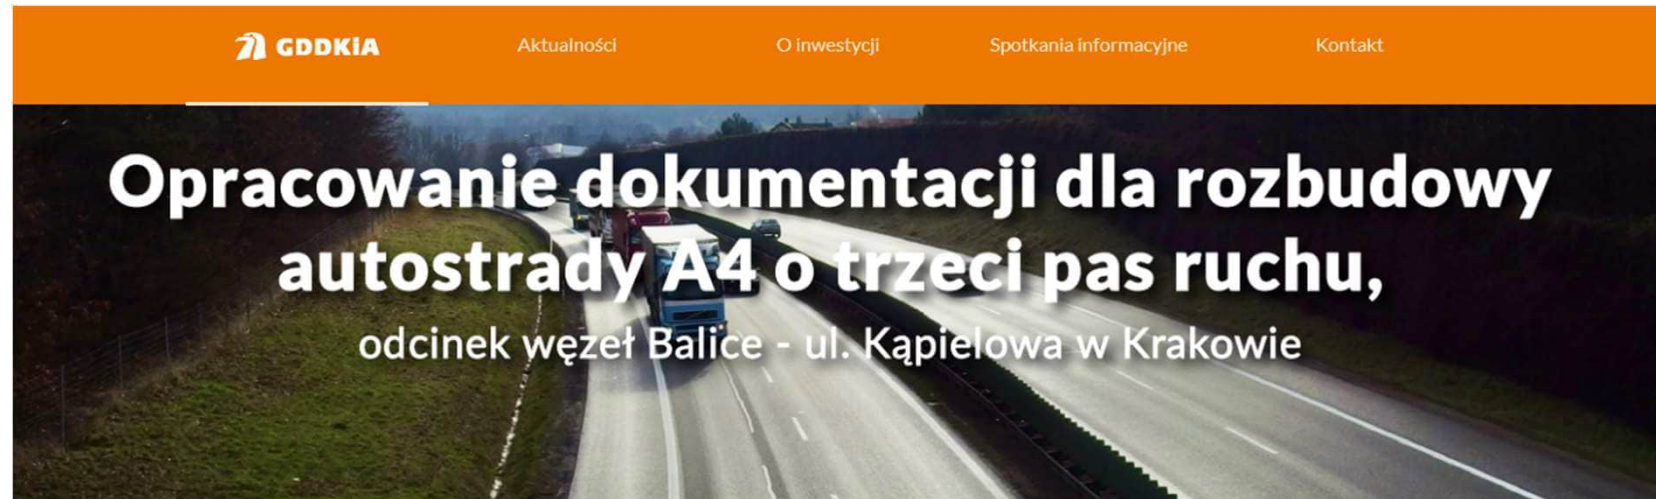 GDDKiA Aktualności O inwestycji Spotkania informacyjne Kontakt
Opracowanie dokumentacji dla rozbudowy
autostrady A4 o trzeci pas ruchu,
odcinek węzeł Balice - ul. Kąpielowa w Krakowie